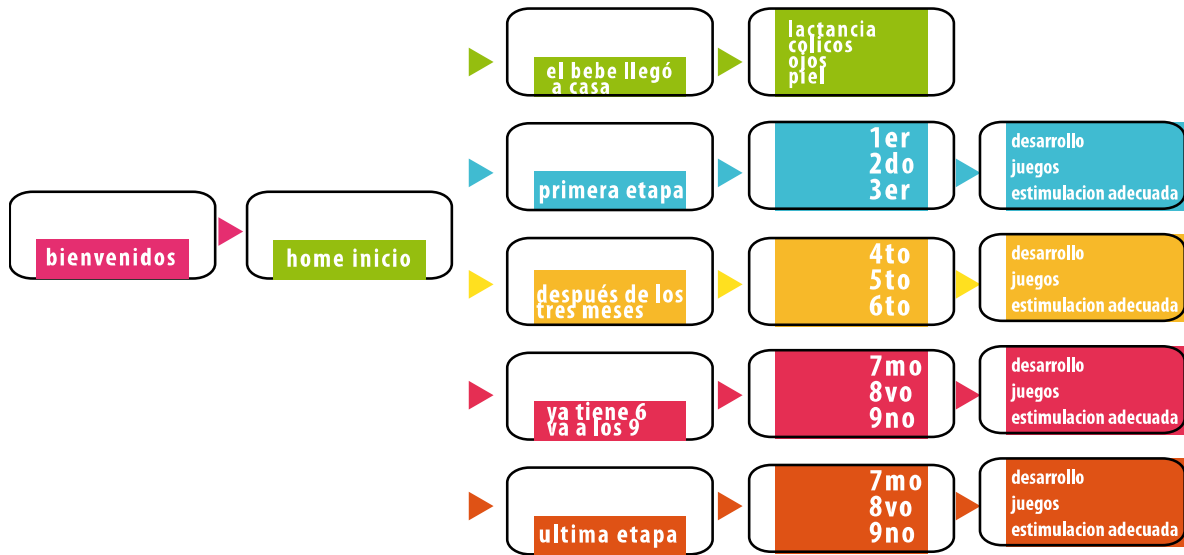 bienvenidos
home inicio
el bebe llegó
a casa
lactancia
colicos
ojos
piel
primera etapa
1er
2do
3er
desarrollo
juegos
estimulacion adecuada
después de los
tres meses
4to
5to
6to
desarrollo
juegos
estimulacion adecuada
ya tiene 6
va a los 9
7mo
8vo
9no
desarrollo
juegos
estimulacion adecuada
ultima etapa
7mo
8vo
9no
desarrollo
juegos
estimulacion adecuada